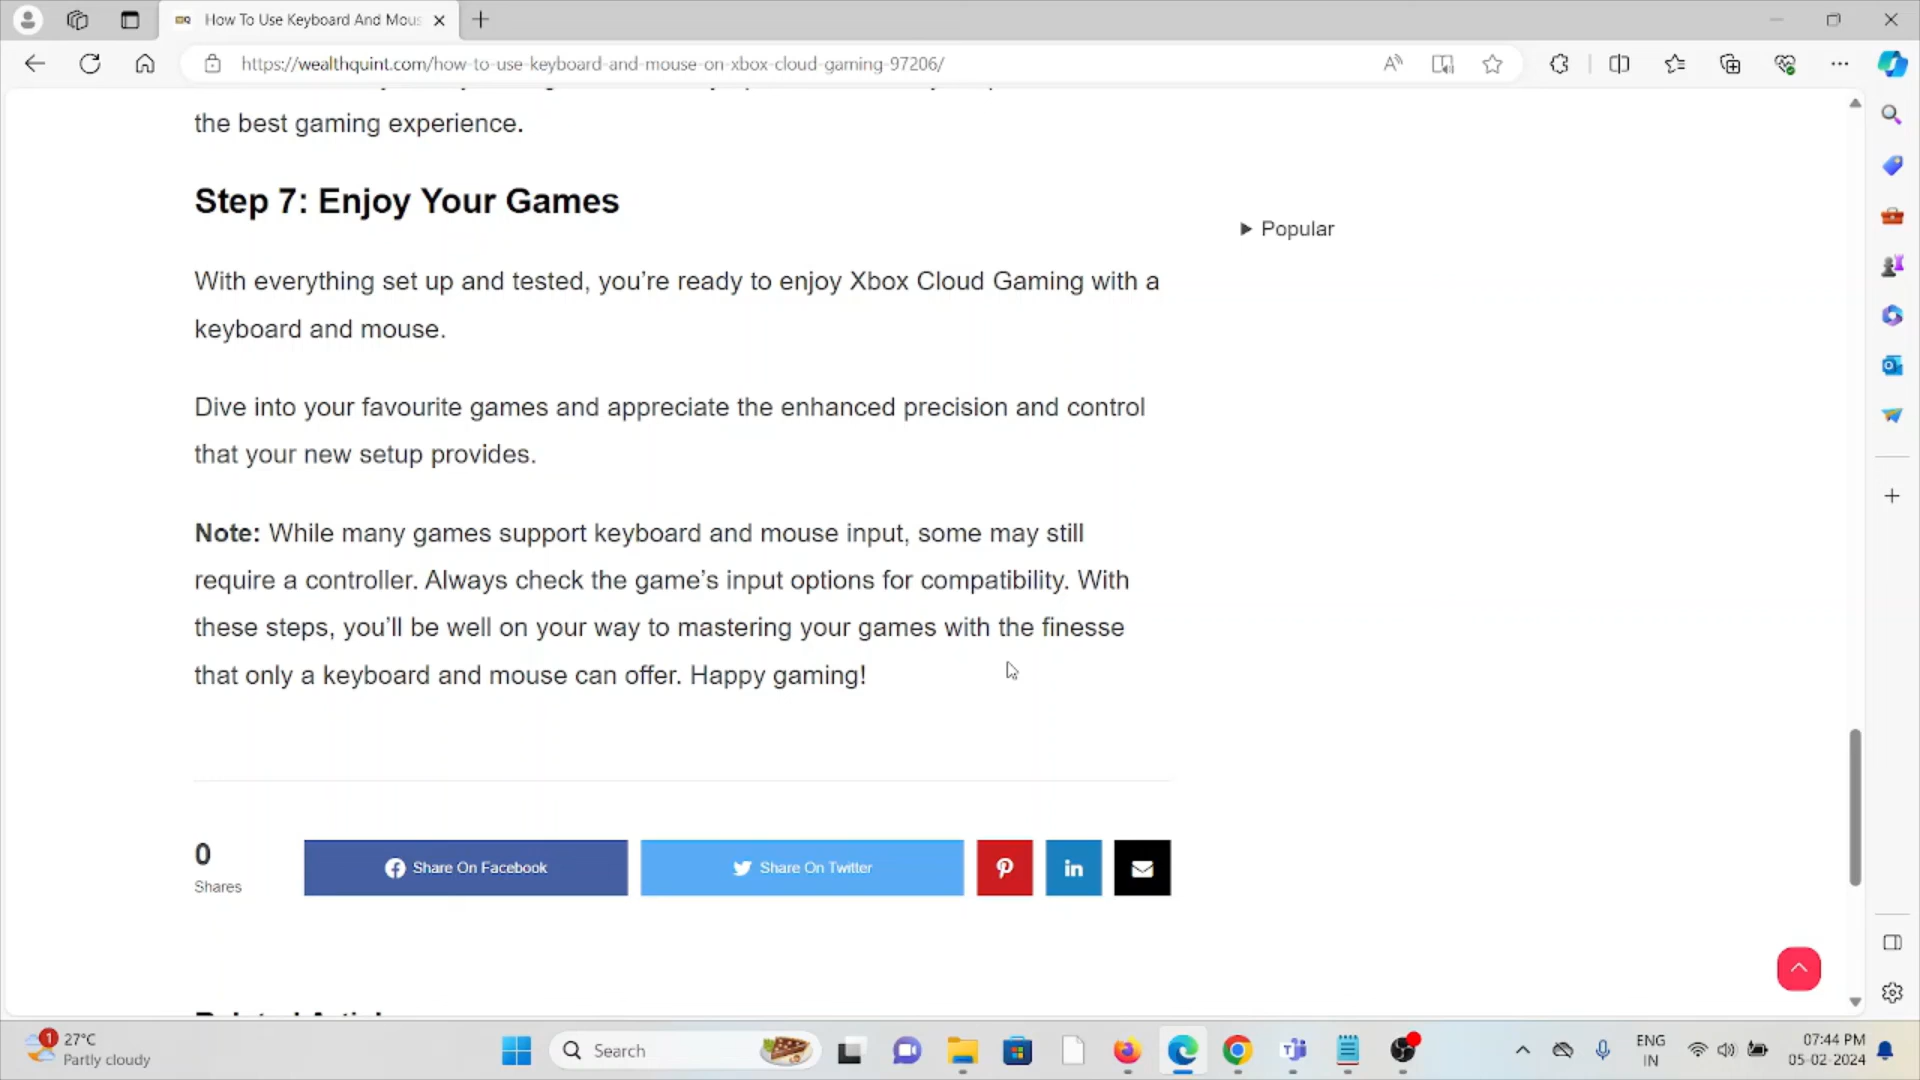 How To Use Keyboard And Mous
https://wealthquint.com/how-to-use-keyboard-and-mouse-on-xbox-cloud-gaming-97206/
the best gaming experience.
Step 7: Enjoy Your Games
Popular
With everything set up and tested, you’re ready to enjoy Xbox Cloud Gaming with a
keyboard and mouse.
Dive into your favourite games and appreciate the enhanced precision and control
that your new setup provides.
Note: While many games support keyboard and mouse input, some may still
require a controller. Always check the game’s input options for compatibility. With
these steps, you’ll be well on your way to mastering your games with the finesse
that only a keyboard and mouse can offer. Happy gaming!
0
Shares
Share On Facebook
Share On Twitter
1
27°C
Partly cloudy
Search
ENG
IN
07:44 PM
05-02-2024